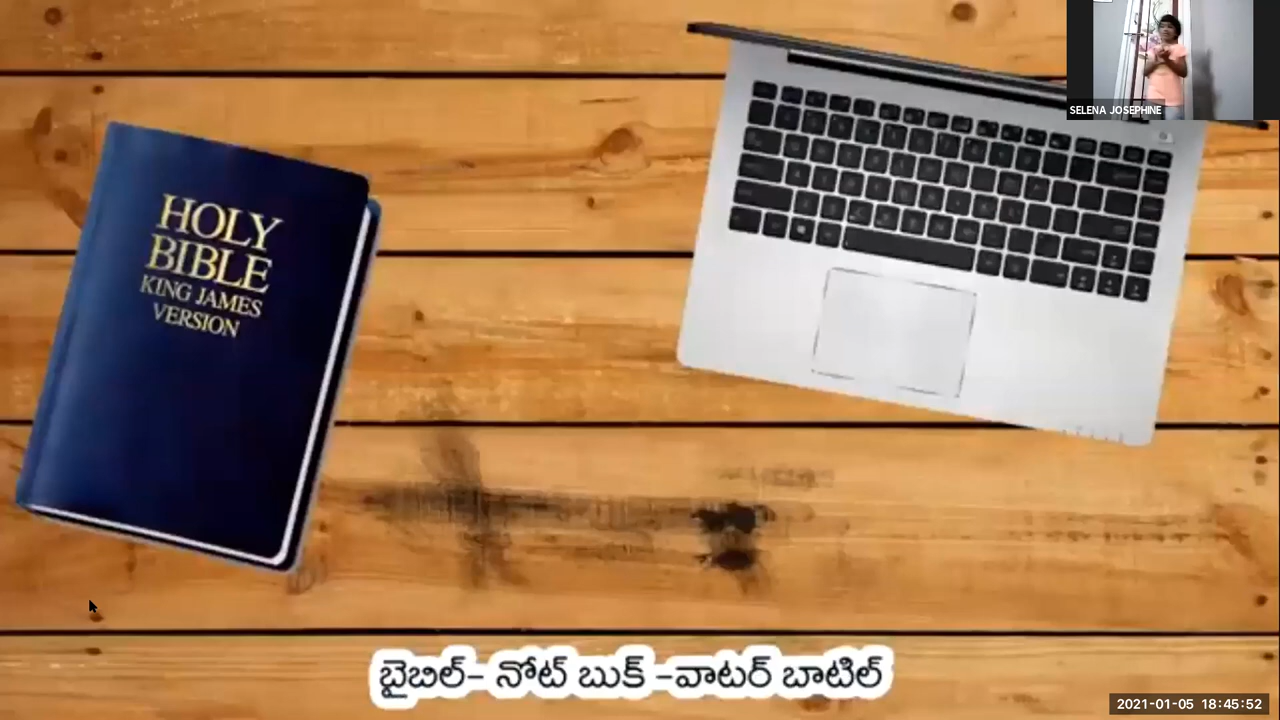 SELENA JOSEPHINE
HOLY
BIBLE
KING JAMES
VERSION
బైబిల్- నోట్ బుక్ -వాటర్ బాటిల్
2021-01-05 18:45:52